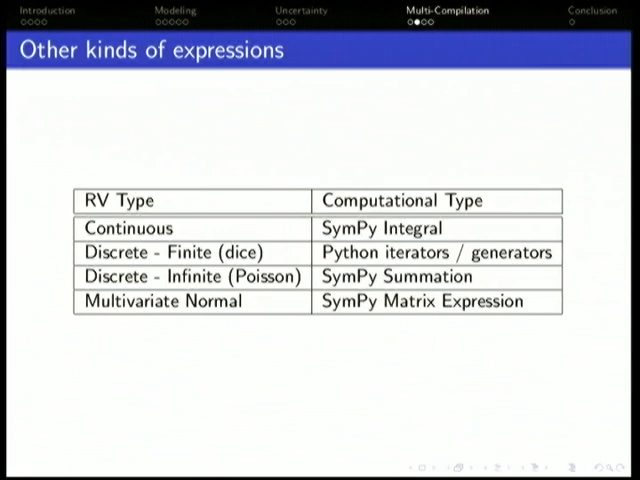 Introduction Modeling Uncertainty Multi-Compilation Conclusion
Other kinds of expressions
RV Type Computational Type
Continuous SymPy Integral
Discrete - Finite (dice) Python iterators / generators
Discrete - Infinite (Poisson) SymPy Summation
Multivariate Normal SymPy Matrix Expression